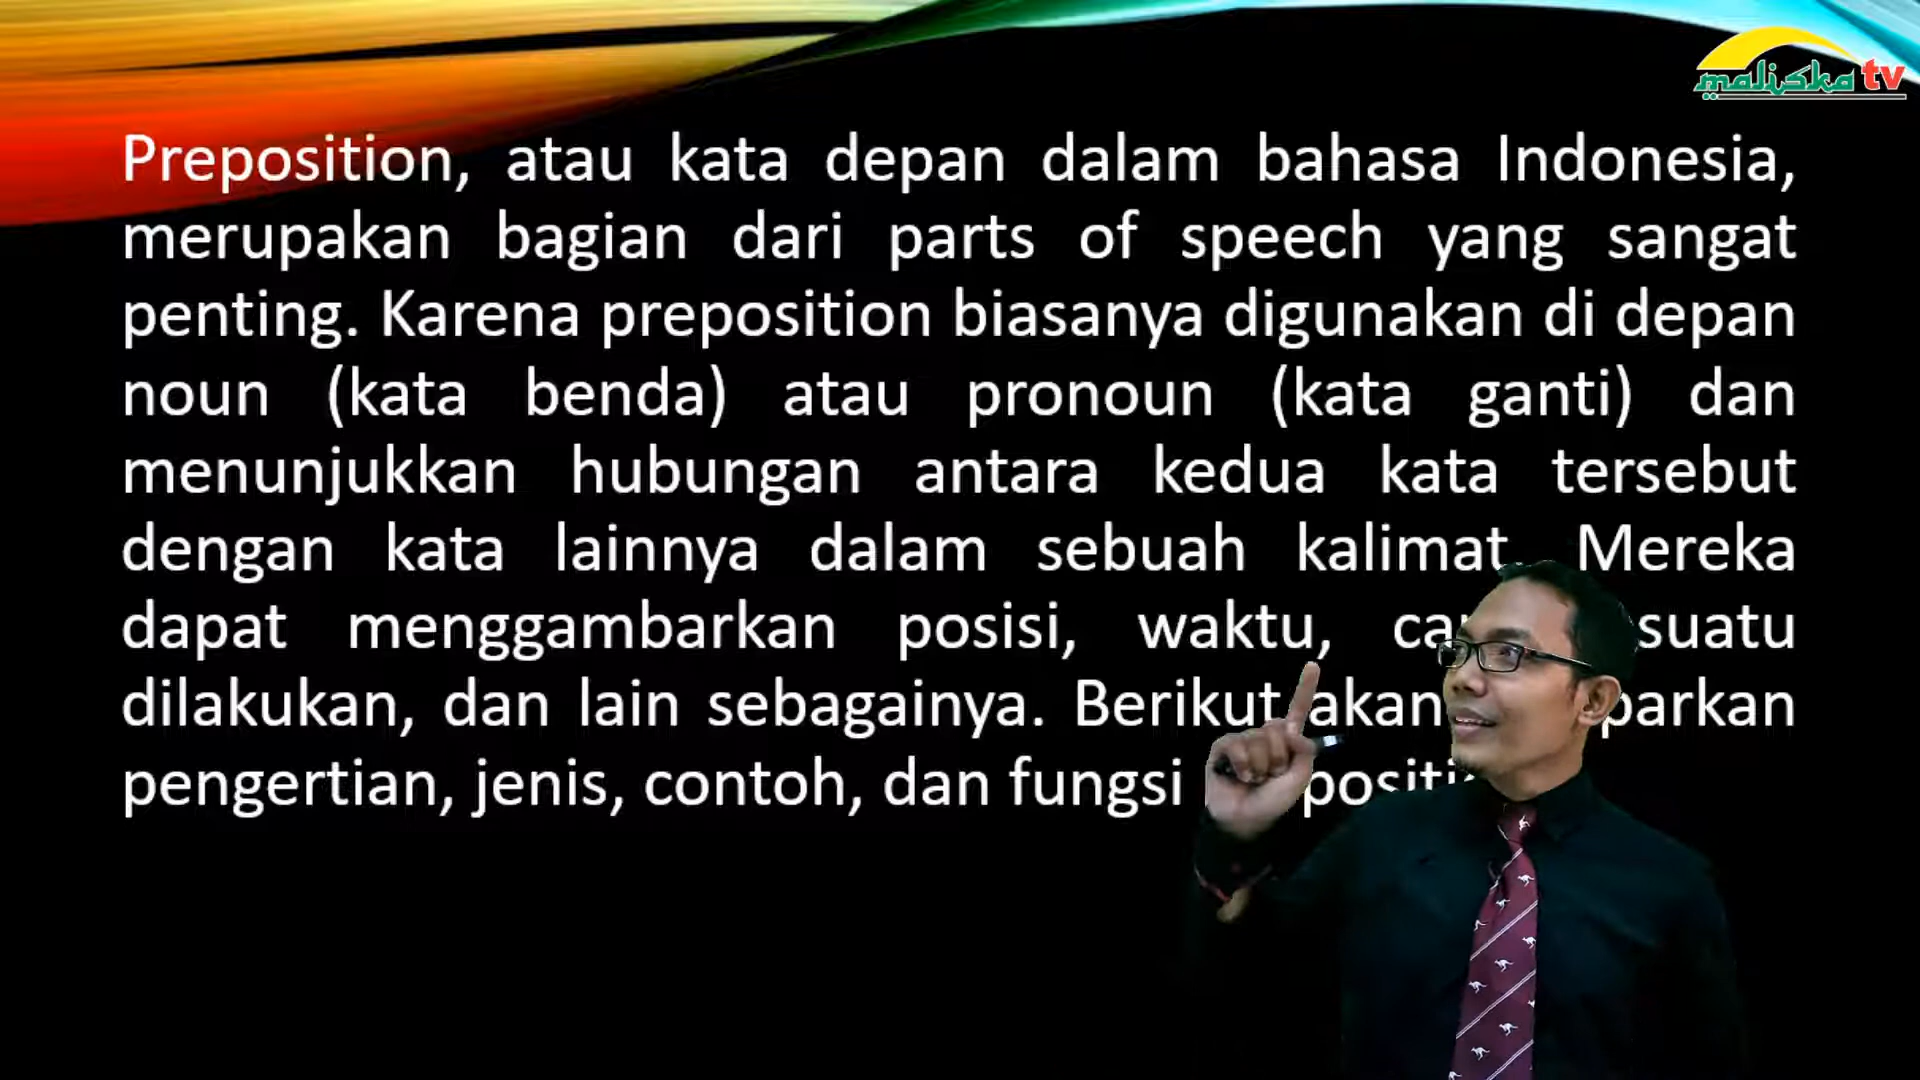 maliska tv
Preposition, atau kata depan dalam bahasa Indonesia,
merupakan bagian dari parts of speech yang sangat
penting. Karena preposition biasanya digunakan di depan
noun (kata benda) atau pronoun (kata ganti) dan
menunjukkan hubungan antara kedua kata tersebut
dengan kata lainnya dalam sebuah kalimat. Mereka
dapat menggambarkan posisi, waktu, suatu
dilakukan, dan lain sebagainya. Berikut akan parkan
pengertian, jenis, contoh, dan fungsi positi